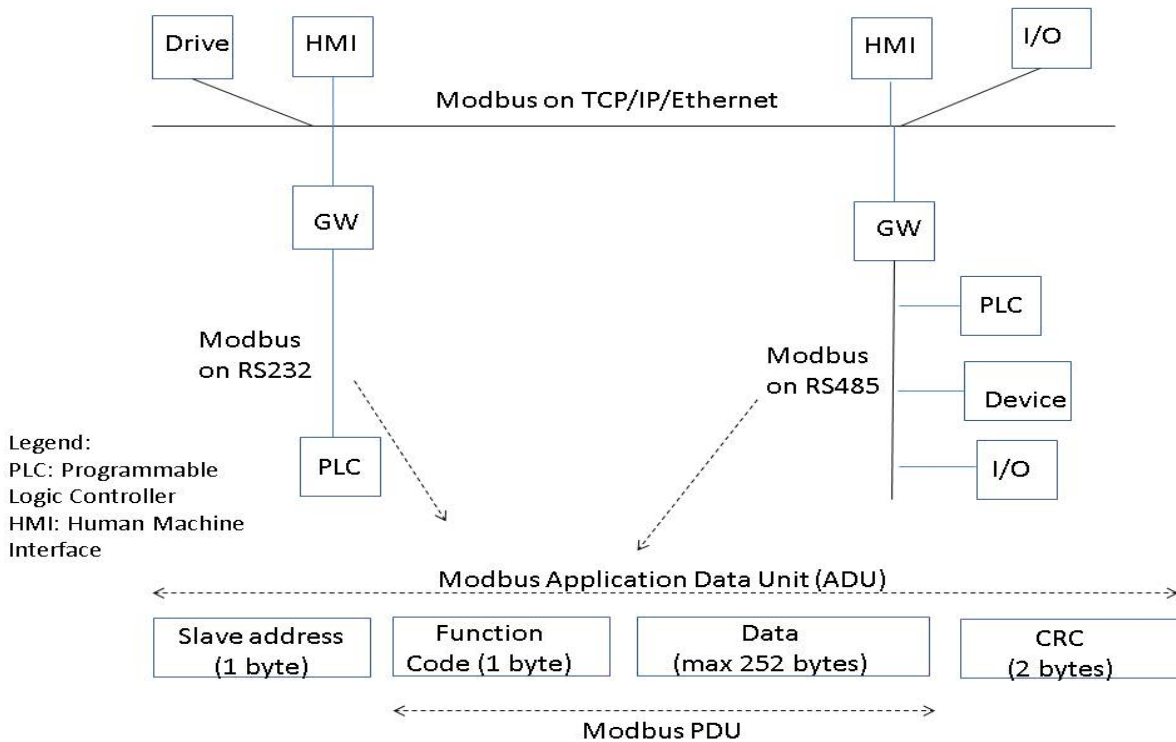 Drive
HMI
HMI
I/O
Modbus on TCP/IP/Ethernet
GW
GW
PLC
Modbus
on RS232
Modbus
on RS485
Device
Legend:
PLC: Programmable
Logic Controller
HMI: Human Machine
Interface
PLC
I/O
Modbus Application Data Unit (ADU)
Slave address
(1 byte)
Function
Code (1 byte)
Data
(max 252 bytes)
CRC
(2 bytes)
Modbus PDU